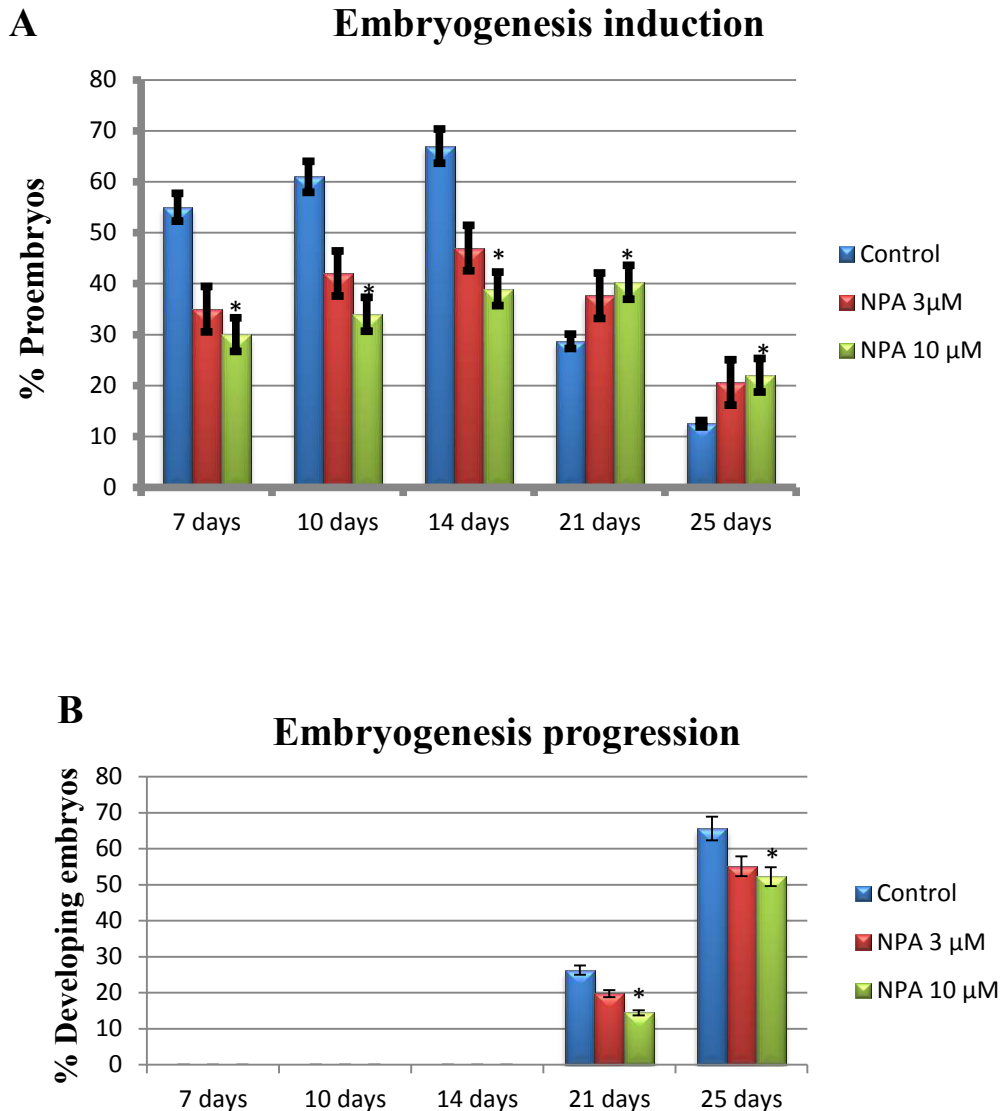 A
Embryogenesis induction
% Proembryos
80
70
60
50
40
30
20
10
0
*
*
*
*
*
7 days
10 days
14 days
21 days
25 days
Control
NPA 3μM
NPA 10 μM
B
Embryogenesis progression
% Developing embryos
80
70
60
50
40
30
20
10
0
*
*
7 days
10 days
14 days
21 days
25 days
Control
NPA 3 μM
NPA 10 μM